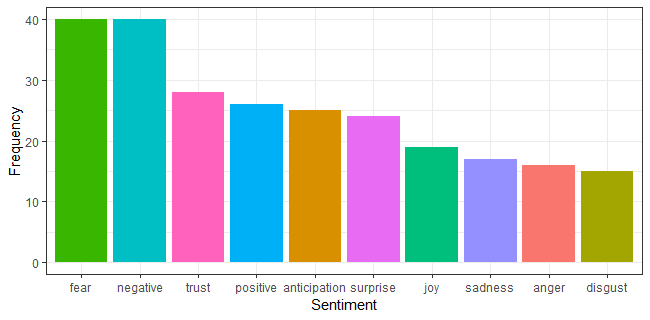 Frequency
40
30
20
10
0
fear negative trust positive anticipation surprise joy sadness anger disgust
Sentiment